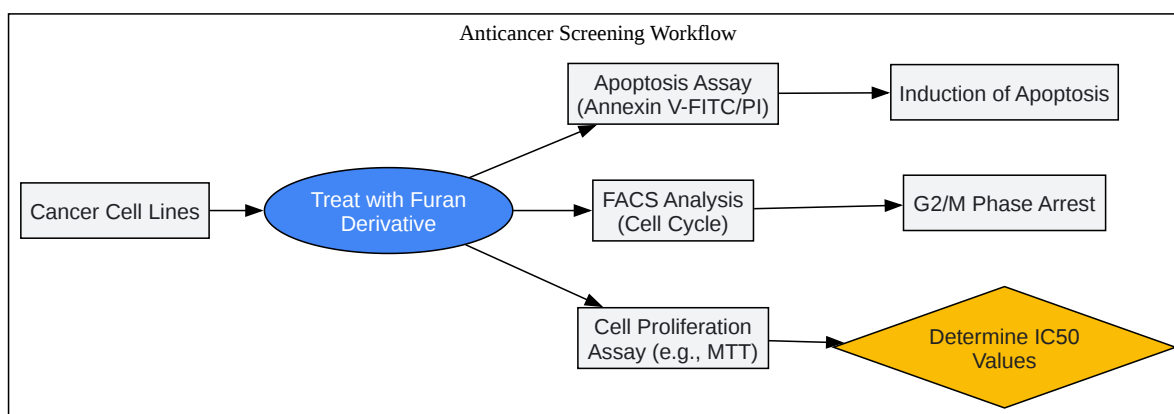 Anticancer Screening Workflow
Apoptosis Assay
(Annexin V-FITC/PI)
Induction of Apoptosis
Cancer Cell Lines
Treat with Furan
Derivative
FACS Analysis
(Cell Cycle)
G2/M Phase Arrest
Cell Proliferation
Assay (e.g., MTT)
Determine IC50
Values